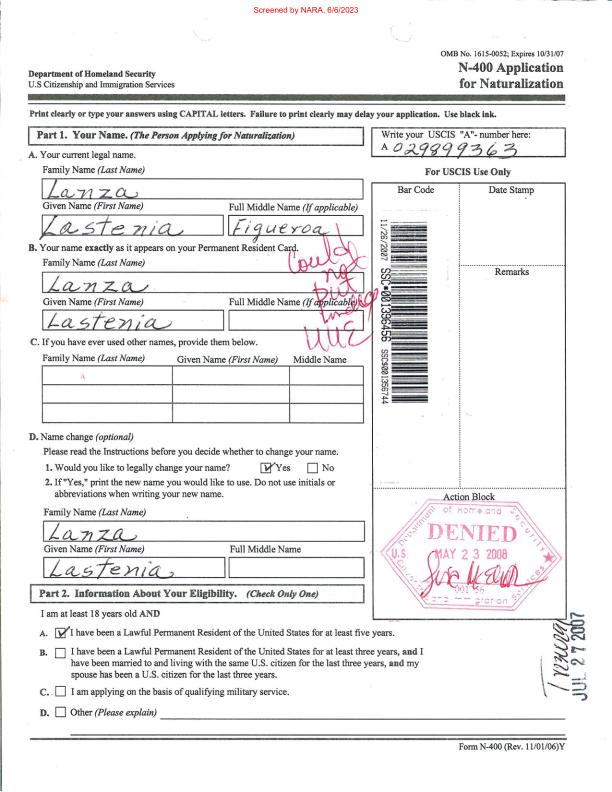 Screened by NARA, 6/6/2023
OMB No. 1615-0052; Expires 10/31/07
Department of Homeland Security
U.S Citizenship and Immigration Services
N-400 Application
for Naturalization
Print clearly or type your answers using CAPITAL letters. Failure to print clearly may delay your application. Use black ink.
Part 1. Your Name. (The Person Applying for Naturalization)
Write your USCIS "A"- number here:
A 029899363
A. Your current legal name.
Family Name (Last Name)
Lanza
Given Name (First Name) Full Middle Name (If applicable)
Lastenia Figueroa
B. Your name exactly as it appears on your Permanent Resident Card.
Family Name (Last Name)
Lanza
Given Name (First Name) Full Middle Name (If applicable)
Lastenia
Could
not
put
under
C. If you have ever used other names, provide them below.
Family Name (Last Name) Given Name (First Name) Middle Name
D. Name change (optional)
Please read the Instructions before you decide whether to change your name.
1. Would you like to legally change your name? Yes No
2. If "Yes," print the new name you would like to use. Do not use initials or
abbreviations when writing your new name.
Family Name (Last Name)
Lanza
Given Name (First Name) Full Middle Name
Lastenia
Part 2. Information About Your Eligibility. (Check Only One)
I am at least 18 years old AND
A. I have been a Lawful Permanent Resident of the United States for at least five years.
B. I have been a Lawful Permanent Resident of the United States for at least three years, and I
have been married to and living with the same U.S. citizen for the last three years, and my
spouse has been a U.S. citizen for the last three years.
C. I am applying on the basis of qualifying military service.
D. Other (Please explain)
For USCIS Use Only
Bar Code Date Stamp
11/26/2007 SSC*001396456 SSC$001356744
Remarks
Action Block
Department of Homeland Security
DENIED
U.S.
MAY 23 2008
JUL 27 2007
Form N-400 (Rev. 11/01/06)Y